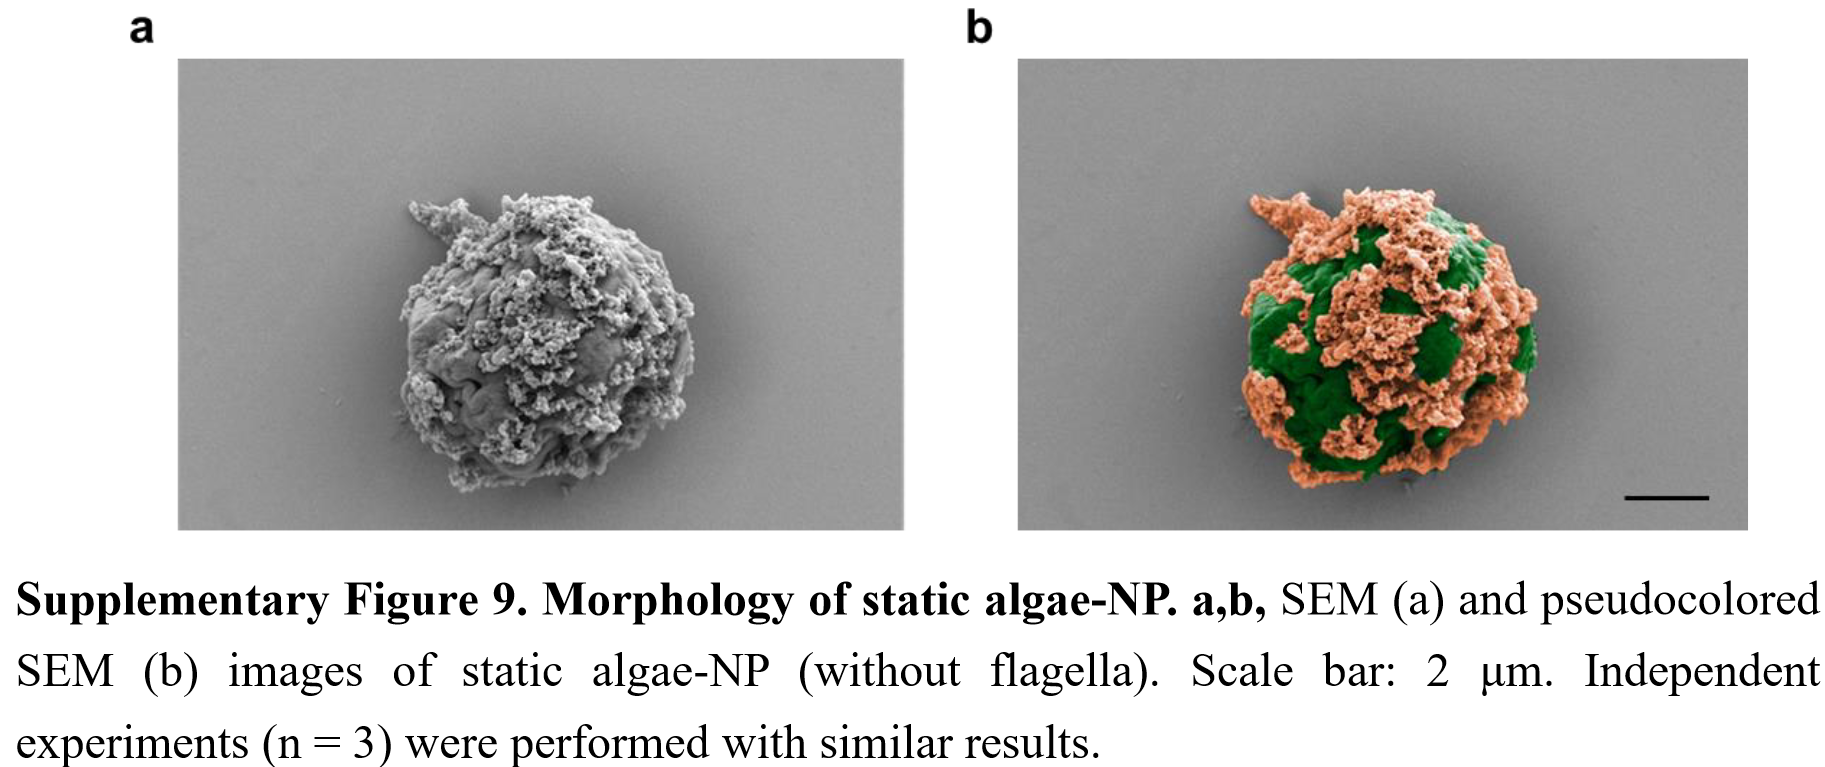 a b
Supplementary Figure 9. Morphology of static algae-NP. a,b, SEM (a) and pseudocolored
SEM (b) images of static algae-NP (without flagella). Scale bar: 2 μm. Independent
experiments (n = 3) were performed with similar results.